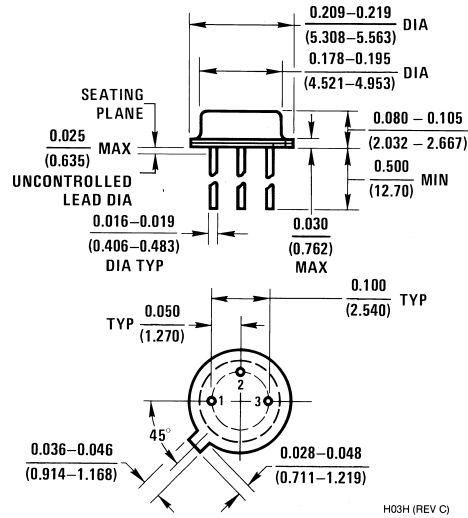 0.209–0.219 DIA
(5.308–5.563)
0.178–0.195 DIA
(4.521–4.953)
SEATING
PLANE
0.080 – 0.105
(2.032 – 2.667)
0.025 MAX
(0.635)
0.500 MIN
(12.70)
UNCONTROLLED
LEAD DIA
0.016–0.019
(0.406–0.483)
DIA TYP
0.030
(0.762)
MAX
0.100 TYP
(2.540)
TYP 0.050
(1.270)
2
1 3
45°
0.036–0.046
(0.914–1.168)
0.028–0.048
(0.711–1.219)
H03H (REV C)